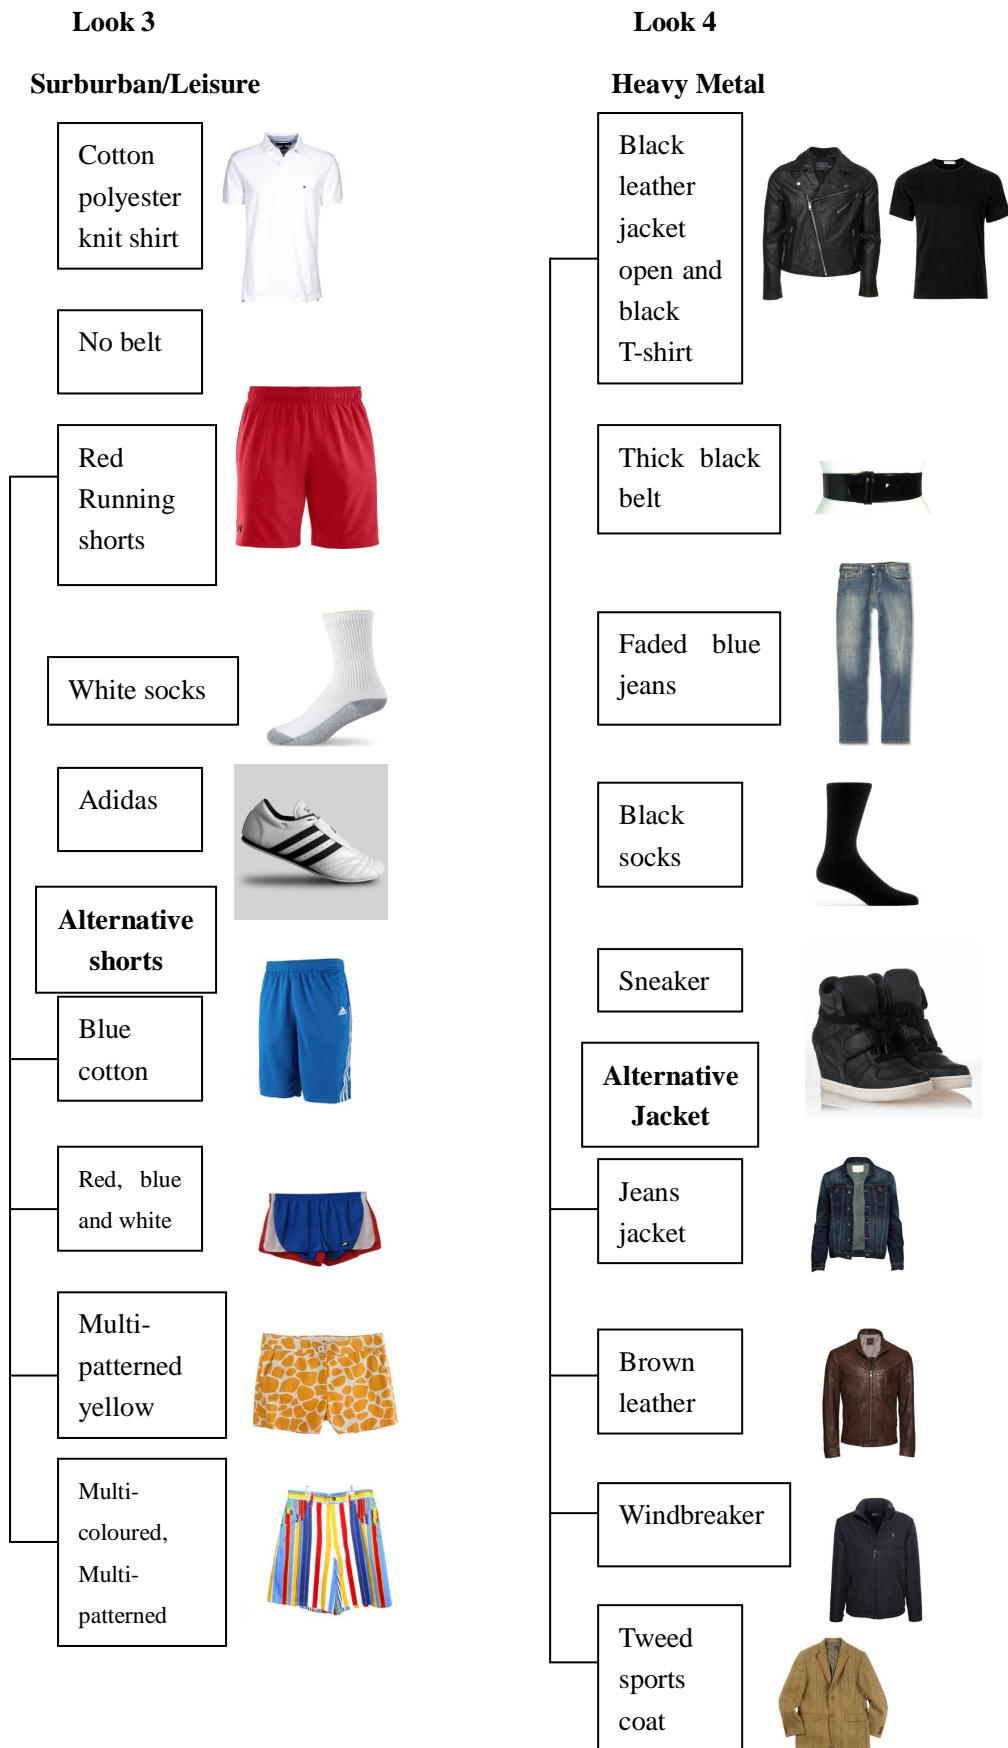 Look 3
Surburban/Leisure
Cotton
polyester
knit shirt
No belt
Red
Running
shorts
White socks
Adidas
Alternative
shorts
Blue
cotton
Red, blue
and white
Multi-
patterned
yellow
Multi-
coloured,
Multi-
patterned
Look 4
Heavy Metal
Black
leather
jacket
open and
black
T-shirt
Thick black
belt
Faded blue
jeans
Black
socks
Sneaker
Alternative
Jacket
Jeans
jacket
Brown
leather
Windbreaker
Tweed
sports
coat